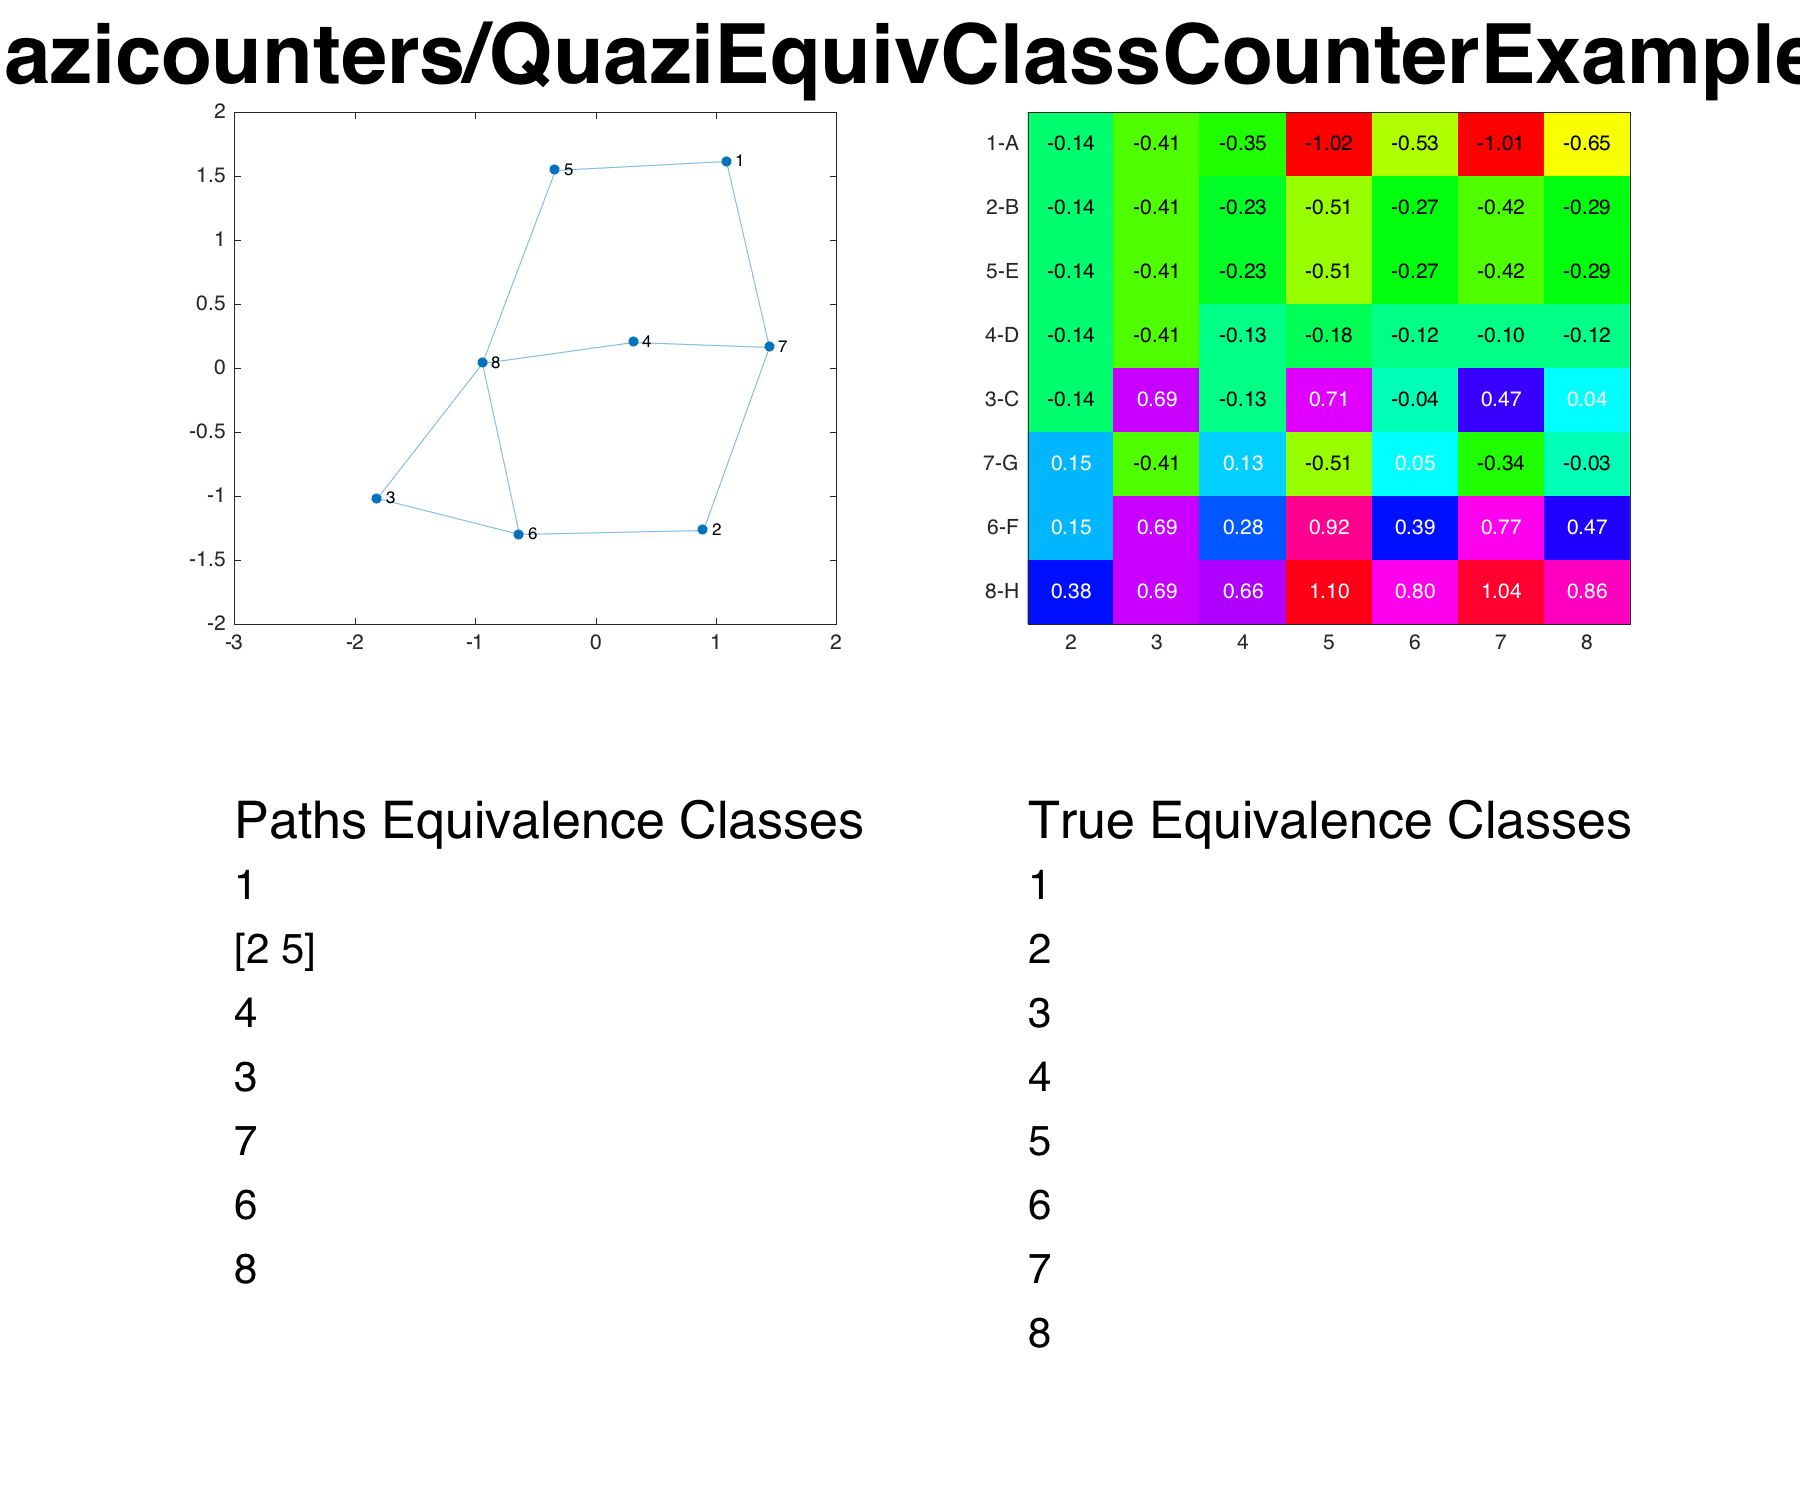 azicounters/QuaziEquivClassCounterExample
2
1.5
1
0.5
0
-0.5
-1
-1.5
-2
-3 -2 -1 0 1 2
5 1
4 7
8
3
6 2
1-A -0.14 -0.41 -0.35 -1.02 -0.53 -1.01 -0.65
2-B -0.14 -0.41 -0.23 -0.51 -0.27 -0.42 -0.29
5-E -0.14 -0.41 -0.23 -0.51 -0.27 -0.42 -0.29
4-D -0.14 -0.41 -0.13 -0.18 -0.12 -0.10 -0.12
3-C -0.14 0.69 -0.13 0.71 -0.04 0.47 0.04
7-G 0.15 -0.41 0.13 -0.51 0.05 -0.34 -0.03
6-F 0.15 0.69 0.28 0.92 0.39 0.77 0.47
8-H 0.38 0.69 0.66 1.10 0.80 1.04 0.86
2 3 4 5 6 7 8
Paths Equivalence Classes
1
[2 5]
4
3
7
6
8
True Equivalence Classes
1
2
3
4
5
6
7
8